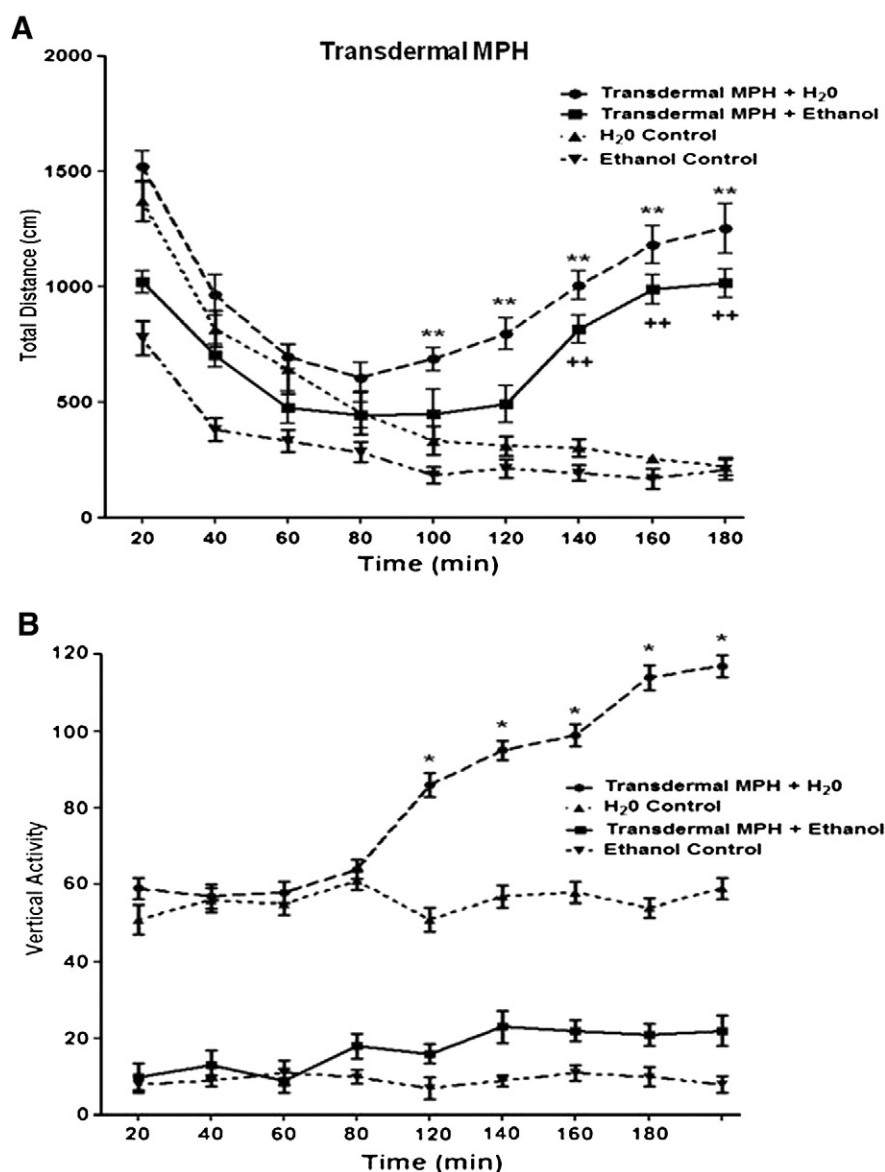 A
Transdermal MPH
2000
1500
1000
500
0
Total Distance (cm)
Transdermal MPH + H₂0
Transdermal MPH + Ethanol
H₂0 Control
Ethanol Control
** ** ** ** **
++ ++ ++
20 40 60 80 100 120 140 160 180
Time (min)
B
120
100
80
60
40
20
0
Vertical Activity
* * * * *
Transdermal MPH + H₂0
H₂0 Control
Transdermal MPH + Ethanol
Ethanol Control
20 40 60 80 120 140 160 180
Time (min)